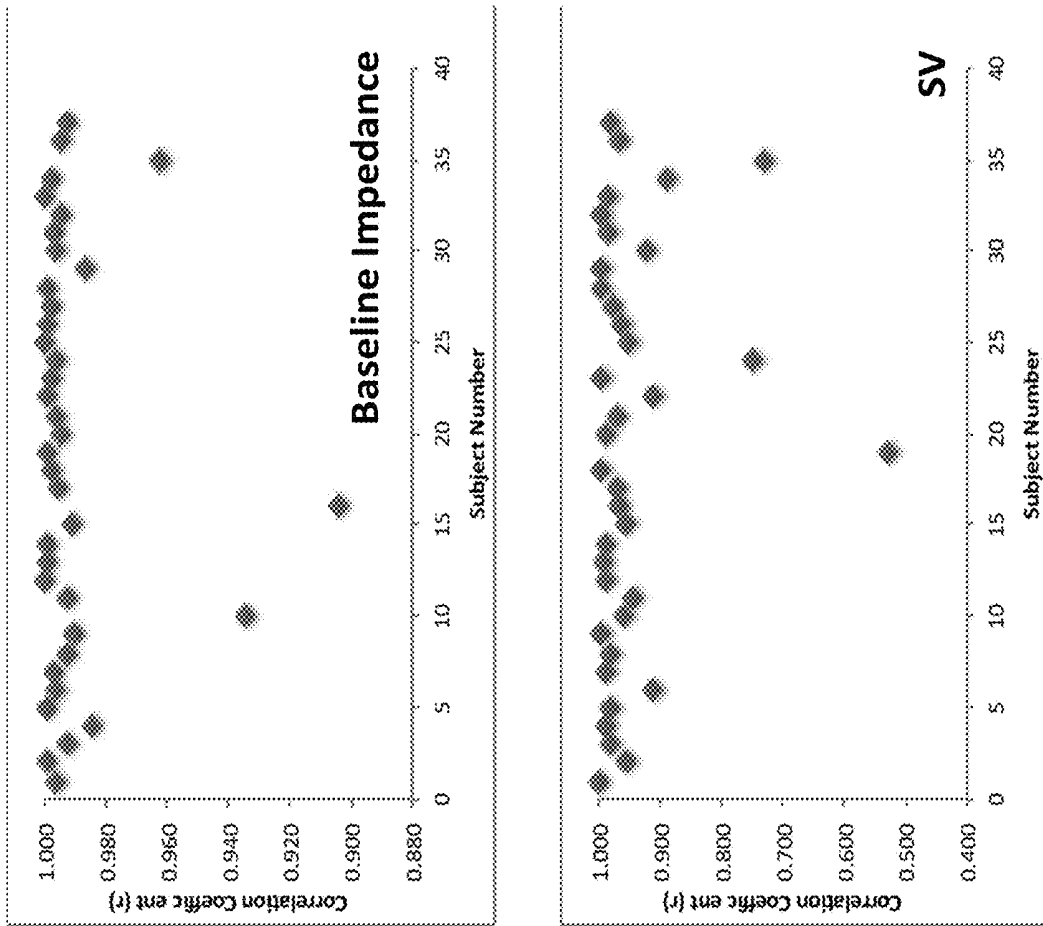 Baseline Impedance
Correlation Coeffic ent (r)
1.000
0.980
0.960
0.940
0.920
0.900
0.880
0 5 10 15 20 25 30 35 40
Subject Number
SV
Correlation Coeffic ent (r)
1.000
0.900
0.800
0.700
0.600
0.500
0.400
0 5 10 15 20 25 30 35 40
Subject Number